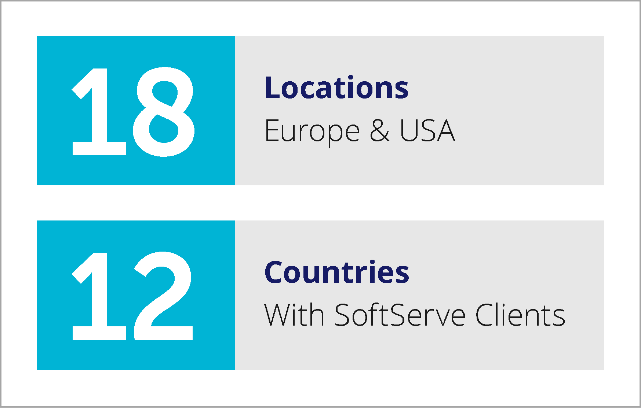 18
Locations
Europe & USA
12
Countries
With SoftServe Clients